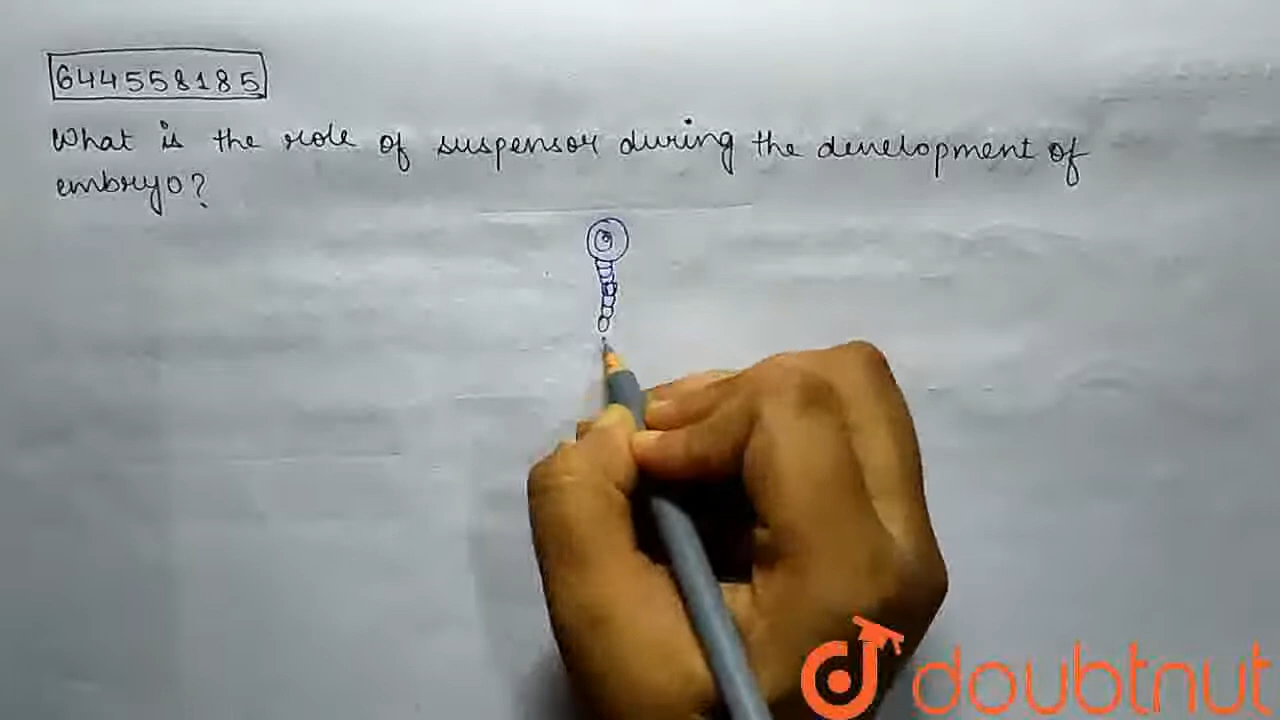 644558185
What is the role of suspensor during the development of
embryo?
doubtnut